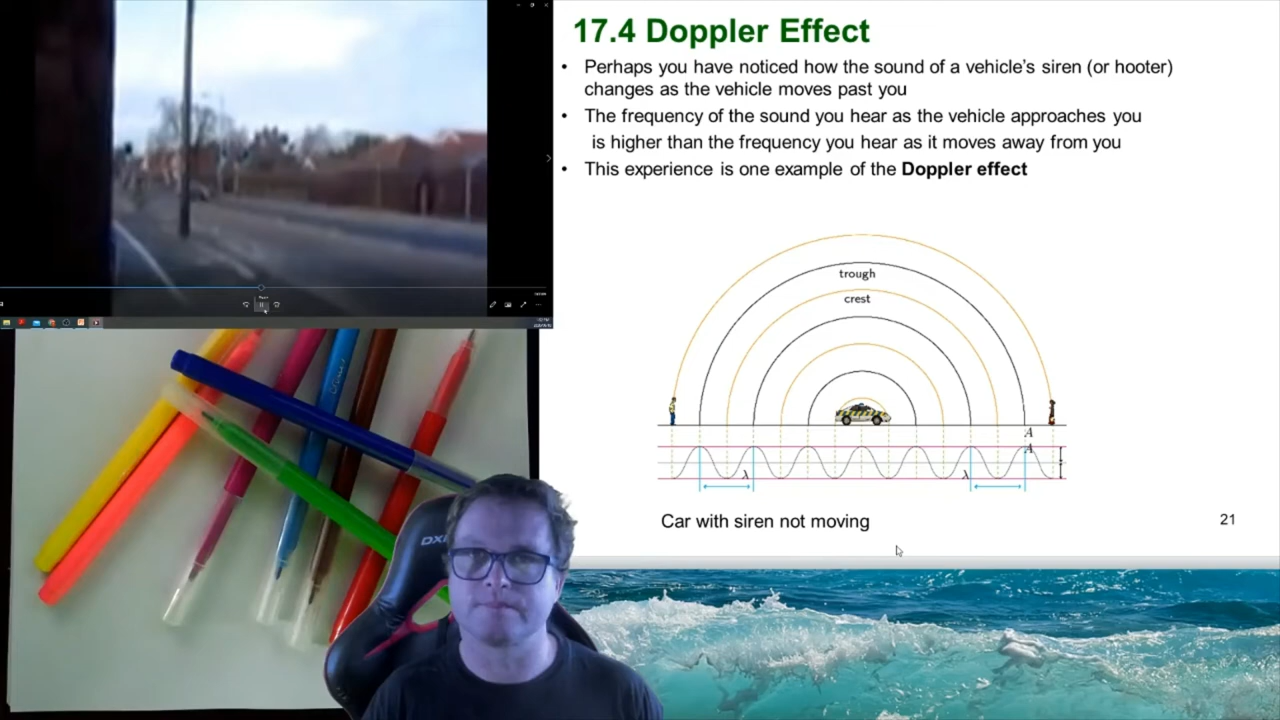 17.4 Doppler Effect
• Perhaps you have noticed how the sound of a vehicle's siren (or hooter)
changes as the vehicle moves past you
• The frequency of the sound you hear as the vehicle approaches you
is higher than the frequency you hear as it moves away from you
• This experience is one example of the Doppler effect
trough
crest
A
A
λ
λ
Car with siren not moving
21